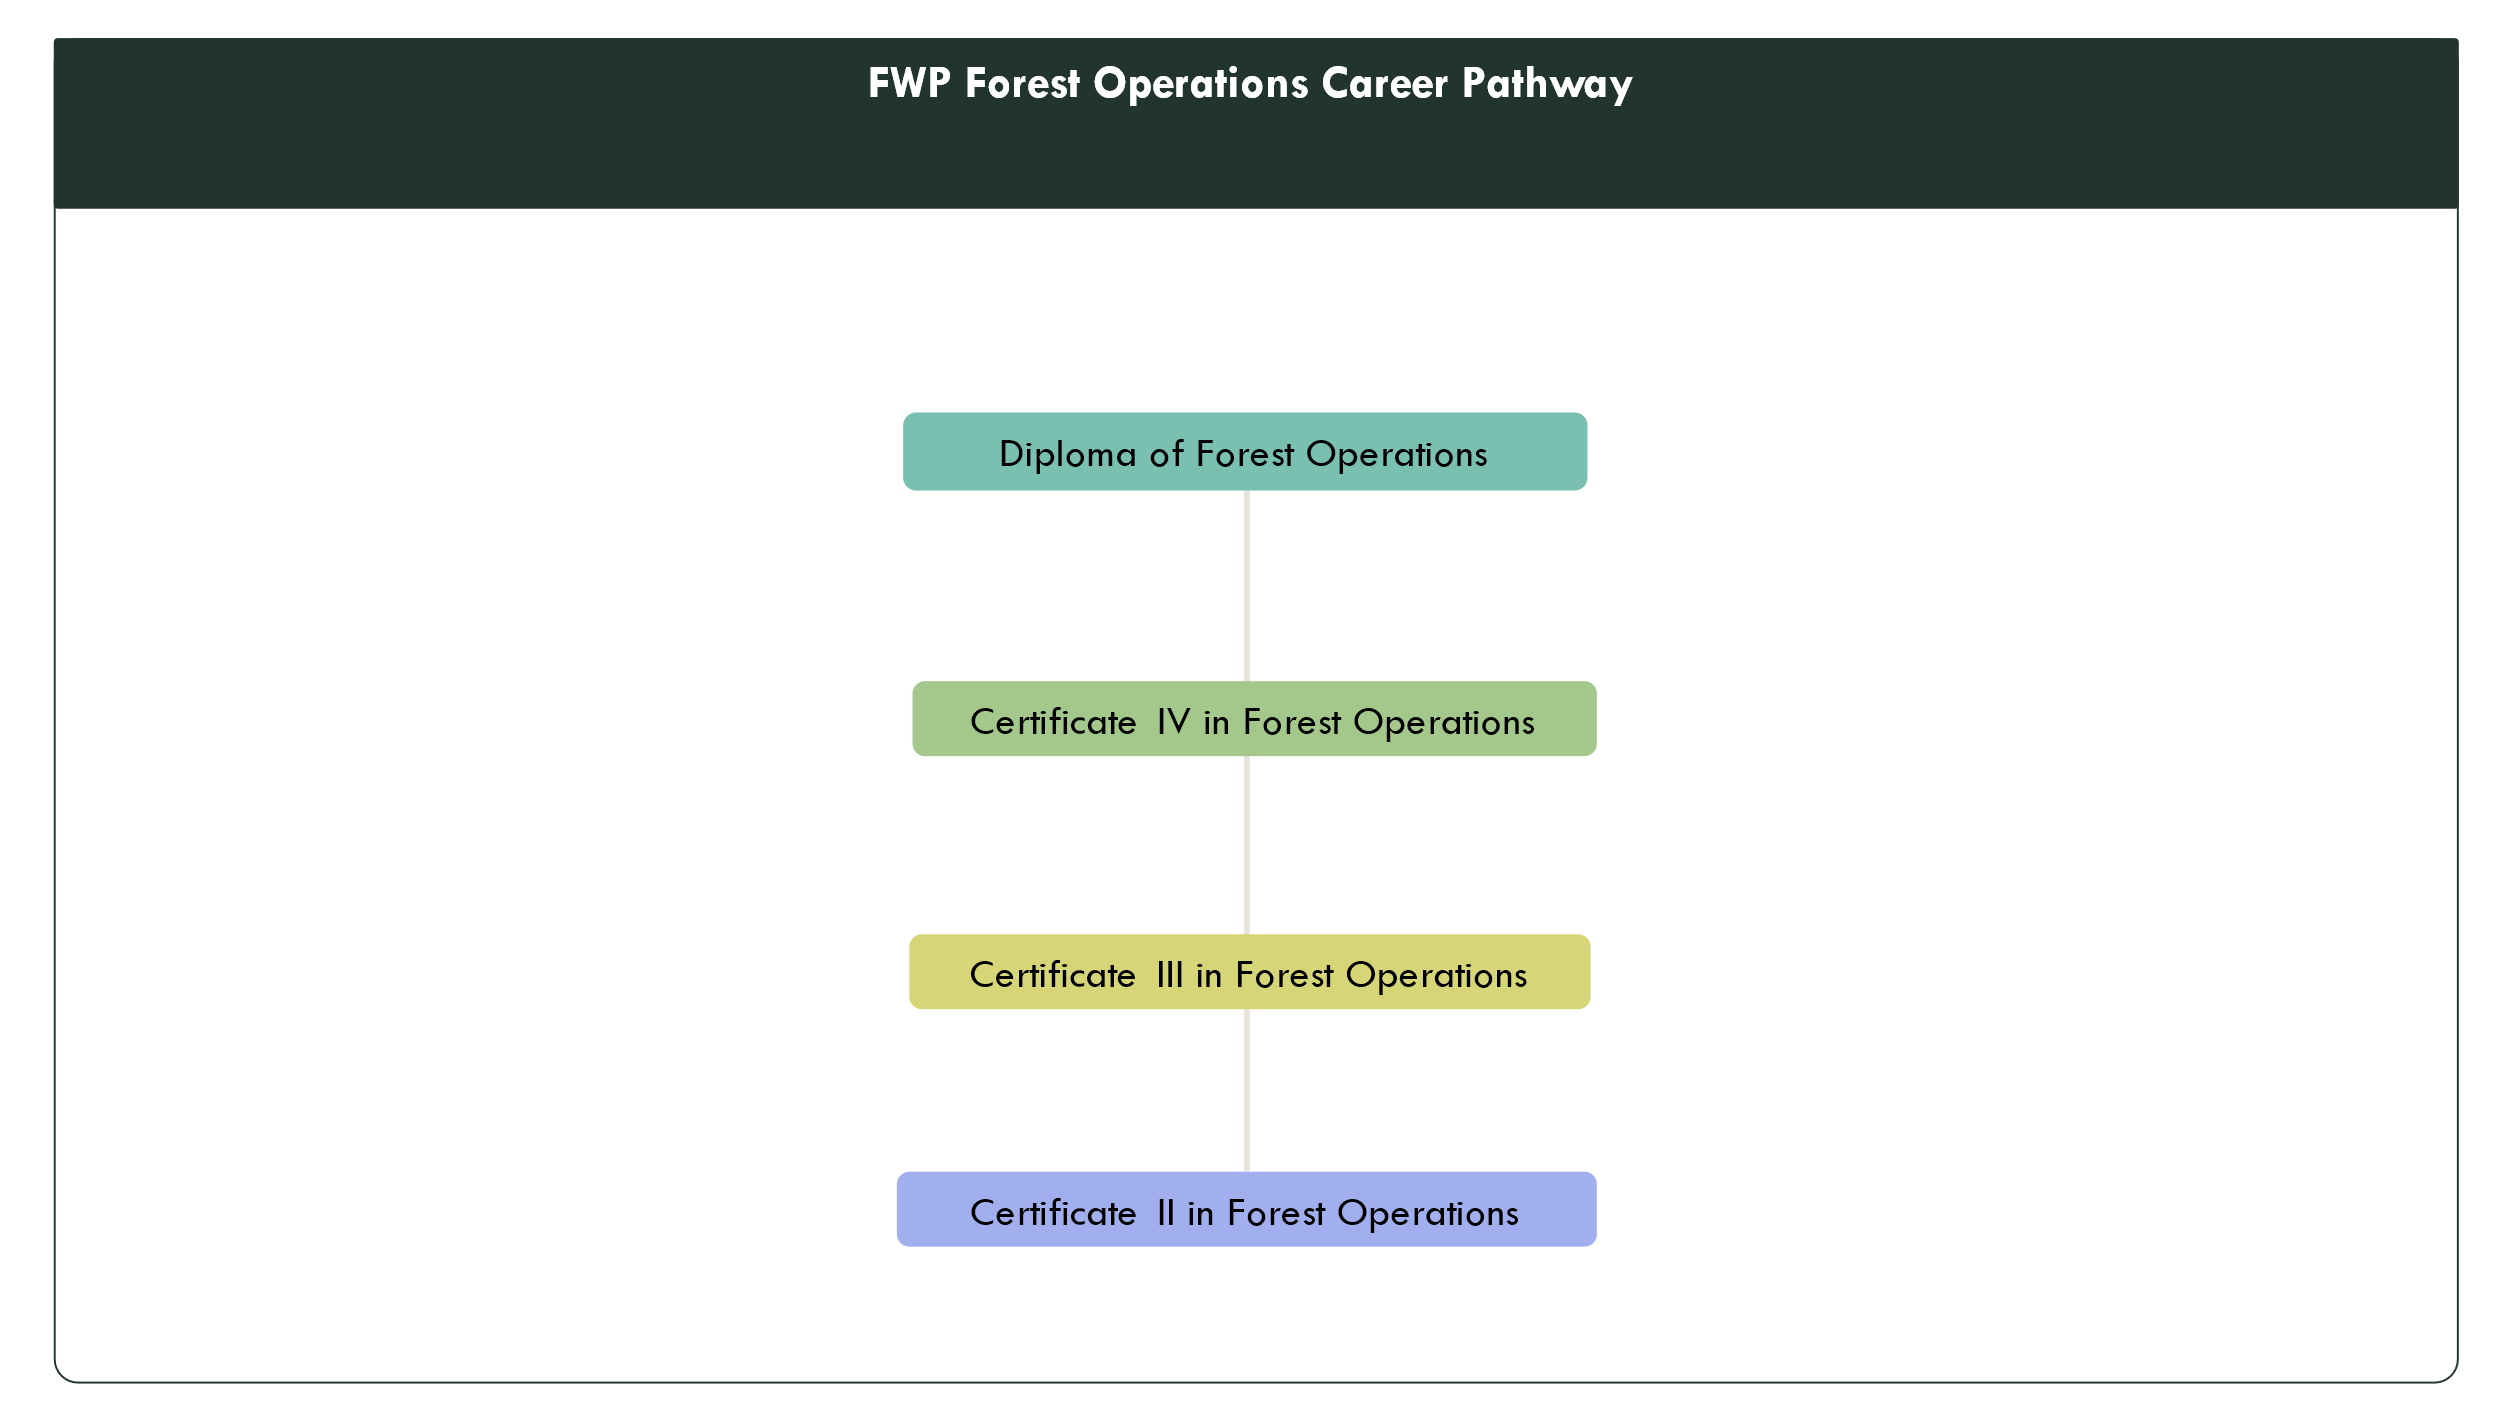 FWP Forest Operations Career Pathway
Diploma of Forest Operations
Certificate IV in Forest Operations
Certificate III in Forest Operations
Certificate II in Forest Operations